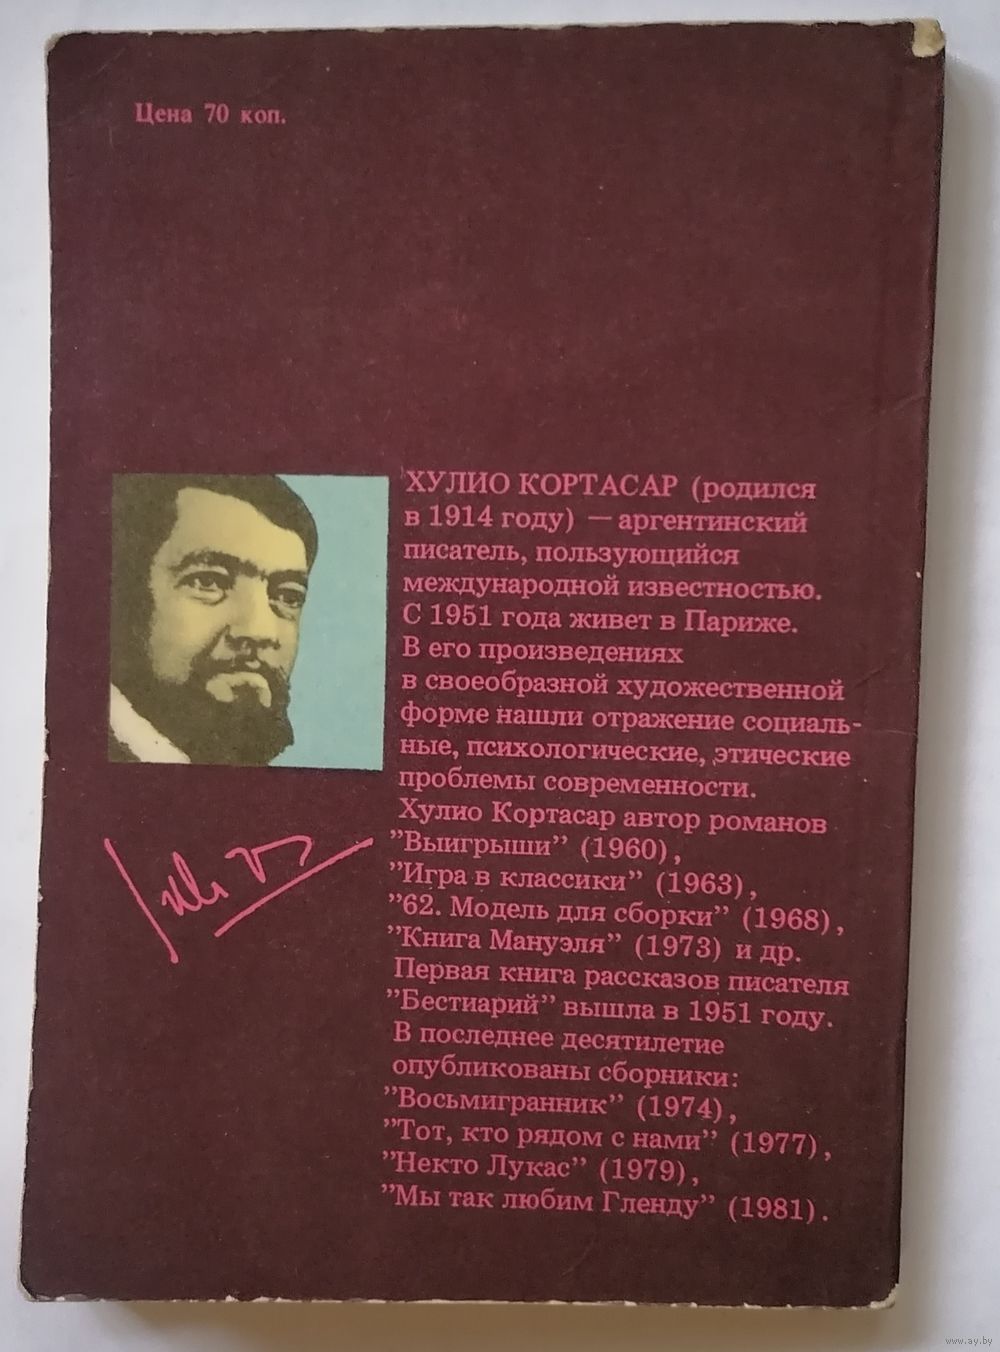 Цена 70 коп.
ХУЛИО КОРТАСАР (родился
в 1914 году) — аргентинский
писатель, пользующийся
международной известностью.
С 1951 года живет в Париже.
В его произведениях
в своеобразной художественной
форме нашли отражение социаль-
ные, психологические, этические
проблемы современности.
Хулио Кортасар автор романов
”Выигрыши” (1960),
”Игра в классики” (1963),
”62. Модель для сборки” (1968),
”Книга Мануэля” (1973) и др.
Первая книга рассказов писателя
”Бестиарий” вышла в 1951 году.
В последнее десятилетие
опубликованы сборники:
”Восьмигранник” (1974),
”Тот, кто рядом с нами” (1977),
”Некто Лукас” (1979),
”Мы так любим Гленду” (1981).
www.ay.by